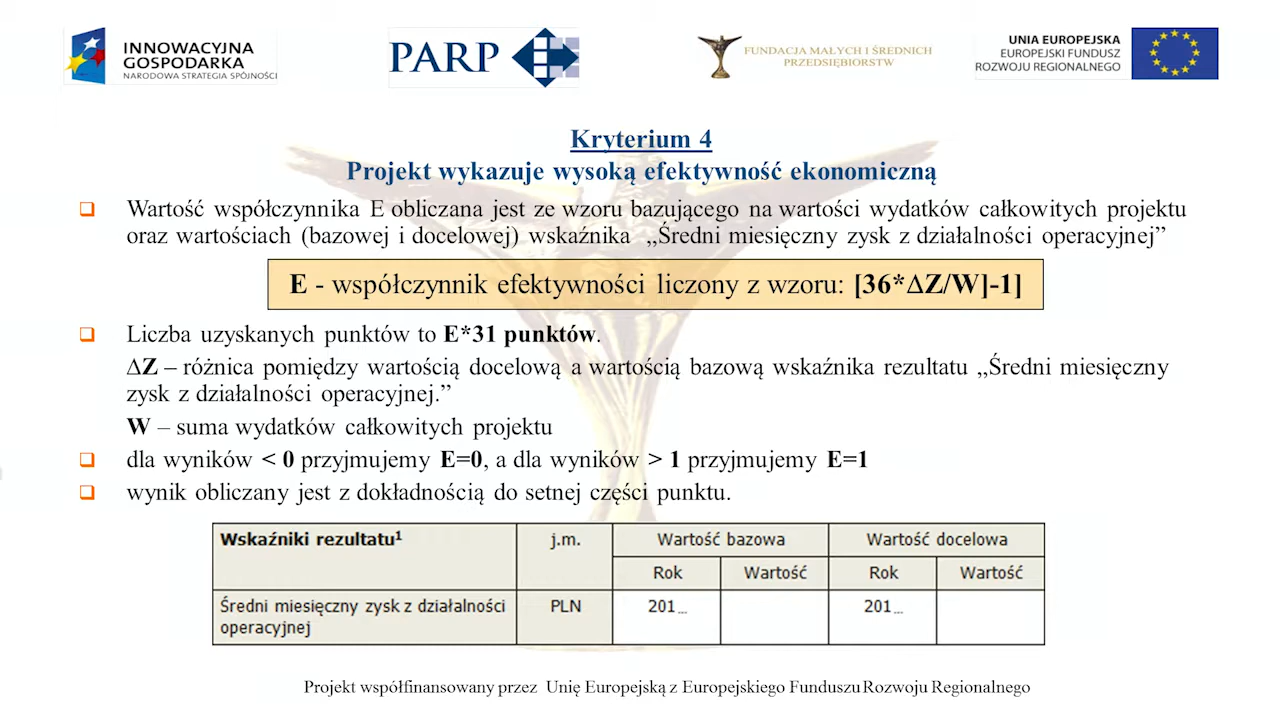 INNOWACYJNA
GOSPODARKA
NARODOWA STRATEGIA SPÓJNOŚCI
PARP
FUNDACJA MAŁYCH I ŚREDNICH
PRZEDSIĘBIORSTW
UNIA EUROPEJSKA
EUROPEJSKI FUNDUSZ
ROZWOJU REGIONALNEGO
Kryterium 4
Projekt wykazuje wysoką efektywność ekonomiczną
Wartość współczynnika E obliczana jest ze wzoru bazującego na wartości wydatków całkowitych projektu
oraz wartościach (bazowej i docelowej) wskaźnika „Średni miesięczny zysk z działalności operacyjnej”
E - współczynnik efektywności liczony z wzoru: [36*∆Z/W]-1]
Liczba uzyskanych punktów to E*31 punktów.
∆Z – różnica pomiędzy wartością docelową a wartością bazową wskaźnika rezultatu „Średni miesięczny
zysk z działalności operacyjnej.”
W – suma wydatków całkowitych projektu
dla wyników < 0 przyjmujemy E=0, a dla wyników > 1 przyjmujemy E=1
wynik obliczany jest z dokładnością do setnej części punktu.
Wskaźniki rezultatu¹ j.m. Wartość bazowa Wartość docelowa
Rok Wartość Rok Wartość
Średni miesięczny zysk z działalności PLN 201... 201...
operacyjnej
Projekt współfinansowany przez Unię Europejską z Europejskiego Funduszu Rozwoju Regionalnego